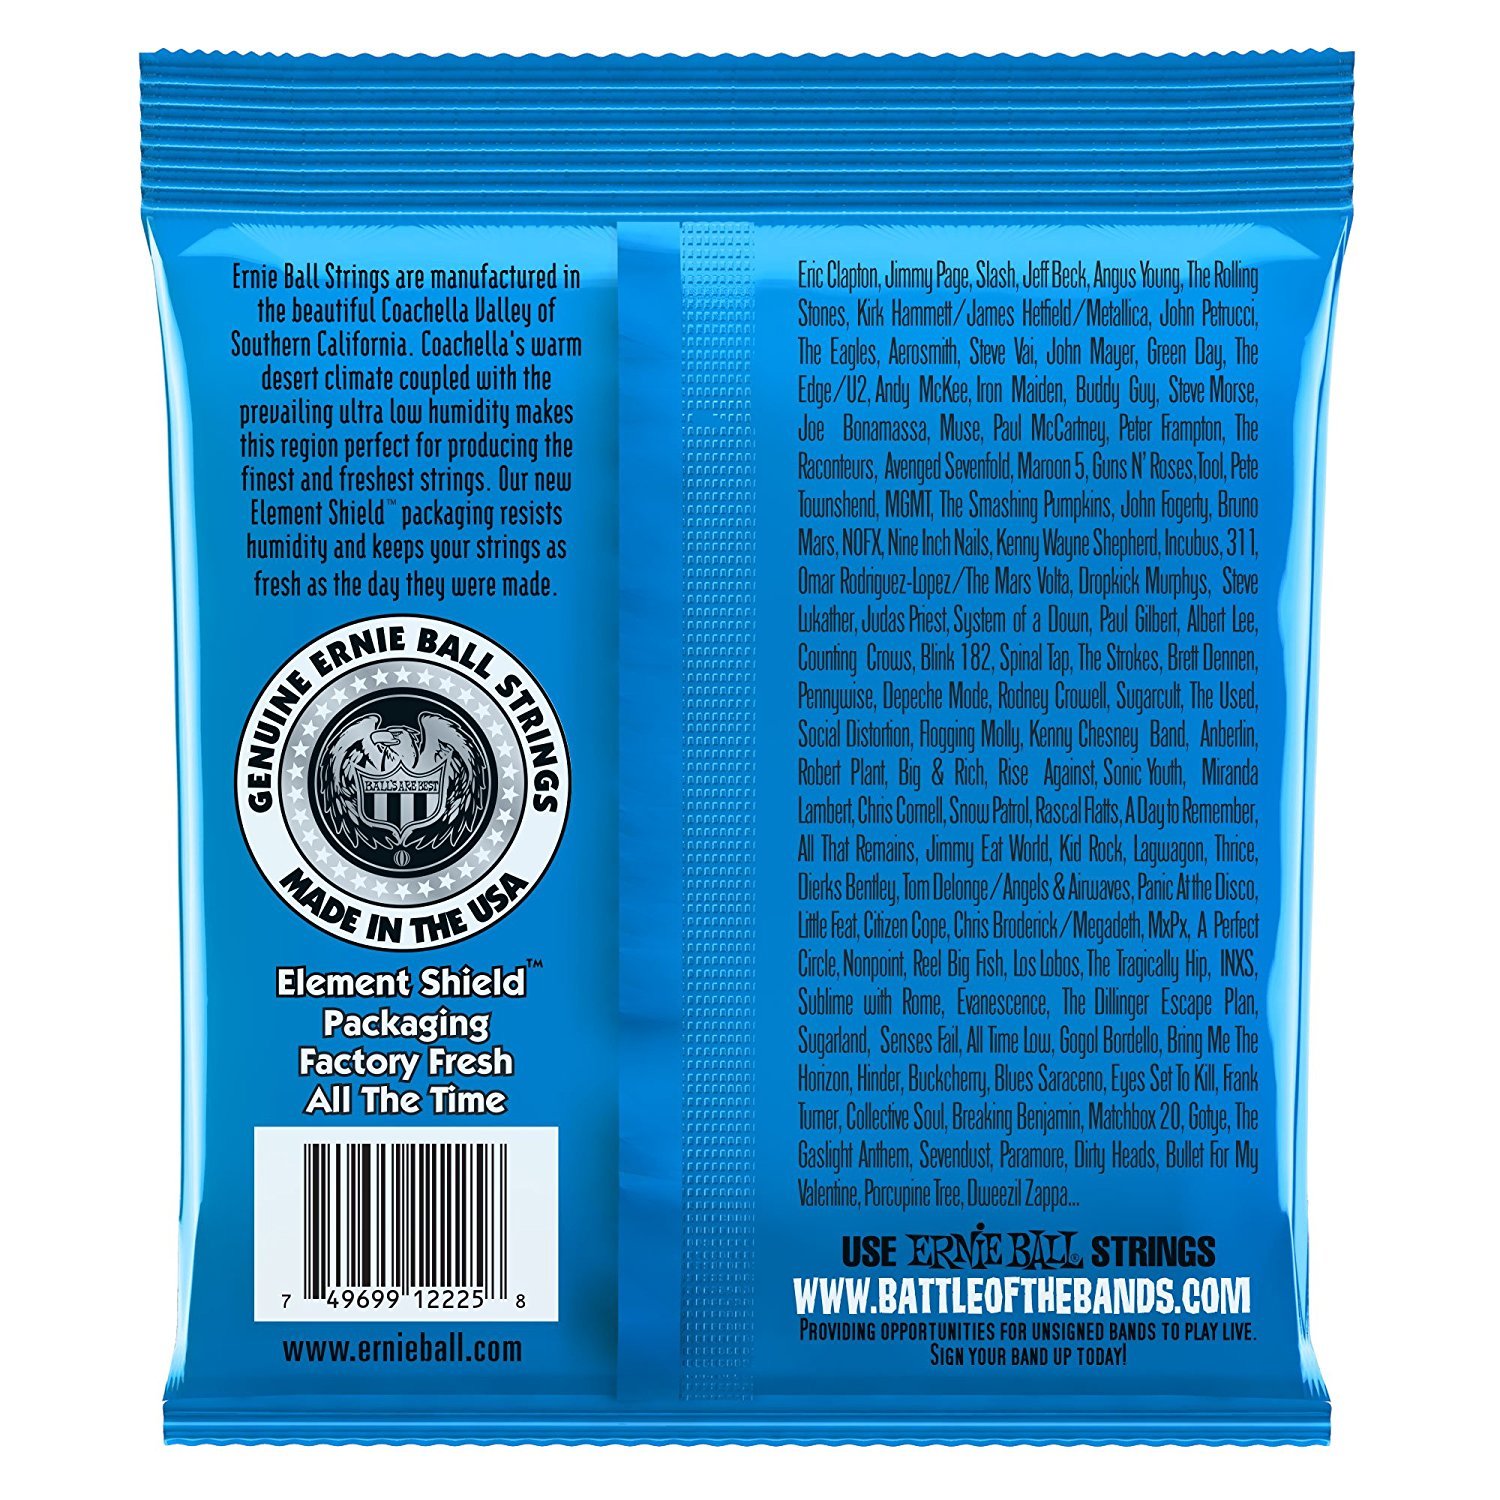 Ernie Ball Strings are manufactured in
the beautiful Coachella Valley of
Southern California. Coachella's warm
desert climate coupled with the
prevailing ultra low humidity makes
this region perfect for producing the
finest and freshest strings. Our new
Element Shield™ packaging resists
humidity and keeps your strings as
fresh as the day they were made.
GENUINE ERNIE BALL STRINGS
BALLS ARE BEST
MADE IN THE USA
Element Shield™
Packaging
Factory Fresh
All The Time
7 49699 12225 8
www.ernieball.com
Eric Clapton, Jimmy Page, Slash, Jeff Beck, Angus Young, The Rolling
Stones, Kirk Hammett/James Hetfield/Metallica, John Petrucci,
The Eagles, Aerosmith, Steve Vai, John Mayer, Green Day, The
Edge/U2, Andy McKee, Iron Maiden, Buddy Guy, Steve Morse,
Joe Bonamassa, Muse, Paul McCartney, Peter Frampton, The
Raconteurs, Avenged Sevenfold, Maroon 5, Guns N' Roses, Tool, Pete
Townshend, MGMT, The Smashing Pumpkins, John Fogerty, Bruno
Mars, NOFX, Nine Inch Nails, Kenny Wayne Shepherd, Incubus, 311,
Omar Rodriguez-Lopez/The Mars Volta, Dropkick Murphys, Steve
Lukather, Judas Priest, System of a Down, Paul Gilbert, Albert Lee,
Counting Crows, Blink 182, Spinal Tap, The Strokes, Brett Dennen,
Pennywise, Depeche Mode, Rodney Crowell, Sugarcult, The Used,
Social Distortion, Flogging Molly, Kenny Chesney Band, Anberlin,
Robert Plant, Big & Rich, Rise Against, Sonic Youth, Miranda
Lambert, Chris Cornell, Snow Patrol, Rascal Flatts, A Day to Remember,
All That Remains, Jimmy Eat World, Kid Rock, Lagwagon, Thrice,
Dierks Bentley, Tom Delonge/Angels & Airwaves, Panic At the Disco,
Little Feat, Citizen Cope, Chris Broderick/Megadeth, MxPx, A Perfect
Circle, Nonpoint, Reel Big Fish, Los Lobos, The Tragically Hip, INXS,
Sublime with Rome, Evanescence, The Dillinger Escape Plan,
Sugarland, Senses Fail, All Time Low, Gogol Bordello, Bring Me The
Horizon, Hinder, Buckcherry, Blues Saraceno, Eyes Set To Kill, Frank
Turner, Collective Soul, Breaking Benjamin, Matchbox 20, Gotye, The
Gaslight Anthem, Sevendust, Paramore, Dirty Heads, Bullet For My
Valentine, Porcupine Tree, Dweezil Zappa...
USE ERNIE BALL® STRINGS
WWW.BATTLEOFTHEBANDS.COM
PROVIDING OPPORTUNITIES FOR UNSIGNED BANDS TO PLAY LIVE.
SIGN YOUR BAND UP TODAY!